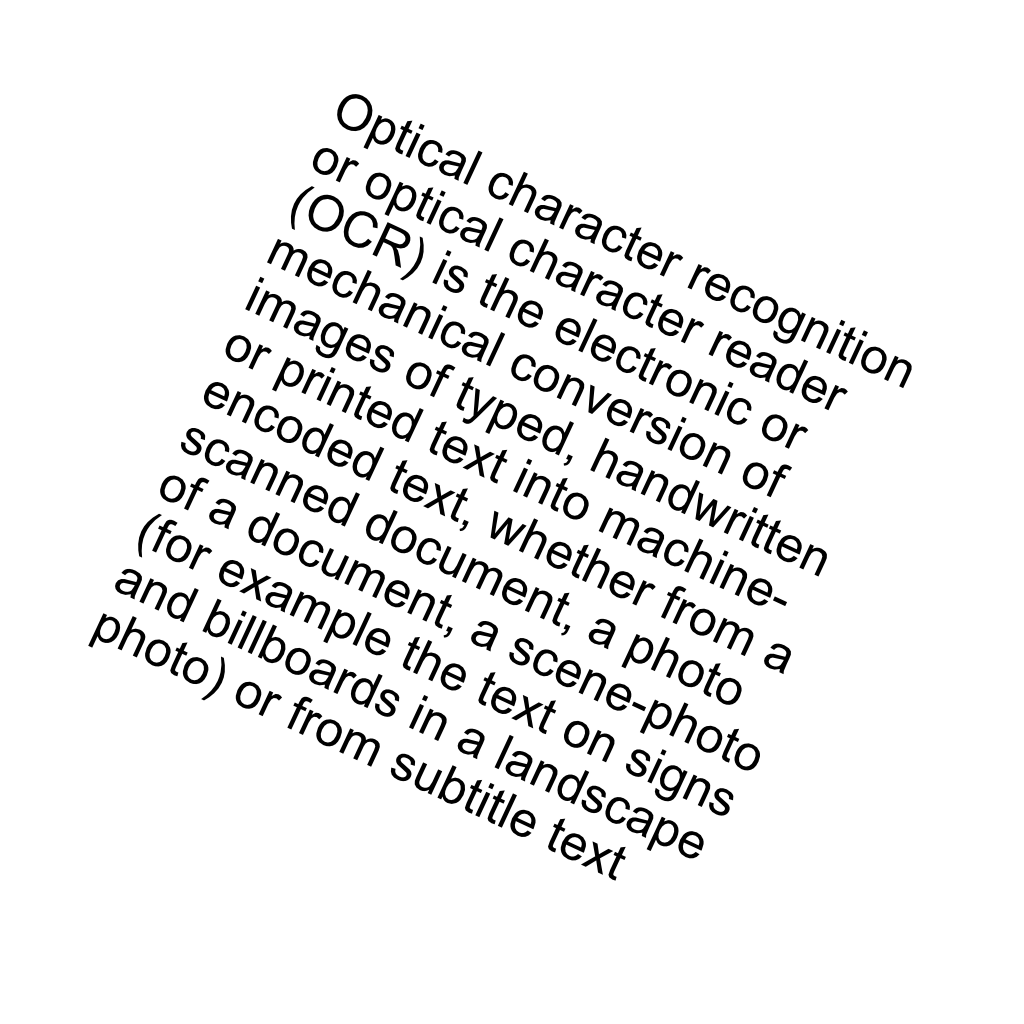 Optical character recognition
or optical character reader
(OCR) is the electronic or
mechanical conversion of
images of typed, handwritten
or printed text into machine-
encoded text, whether from a
scanned document, a photo
of a document, a scene-photo
(for example the text on signs
and billboards in a landscape
photo) or from subtitle text